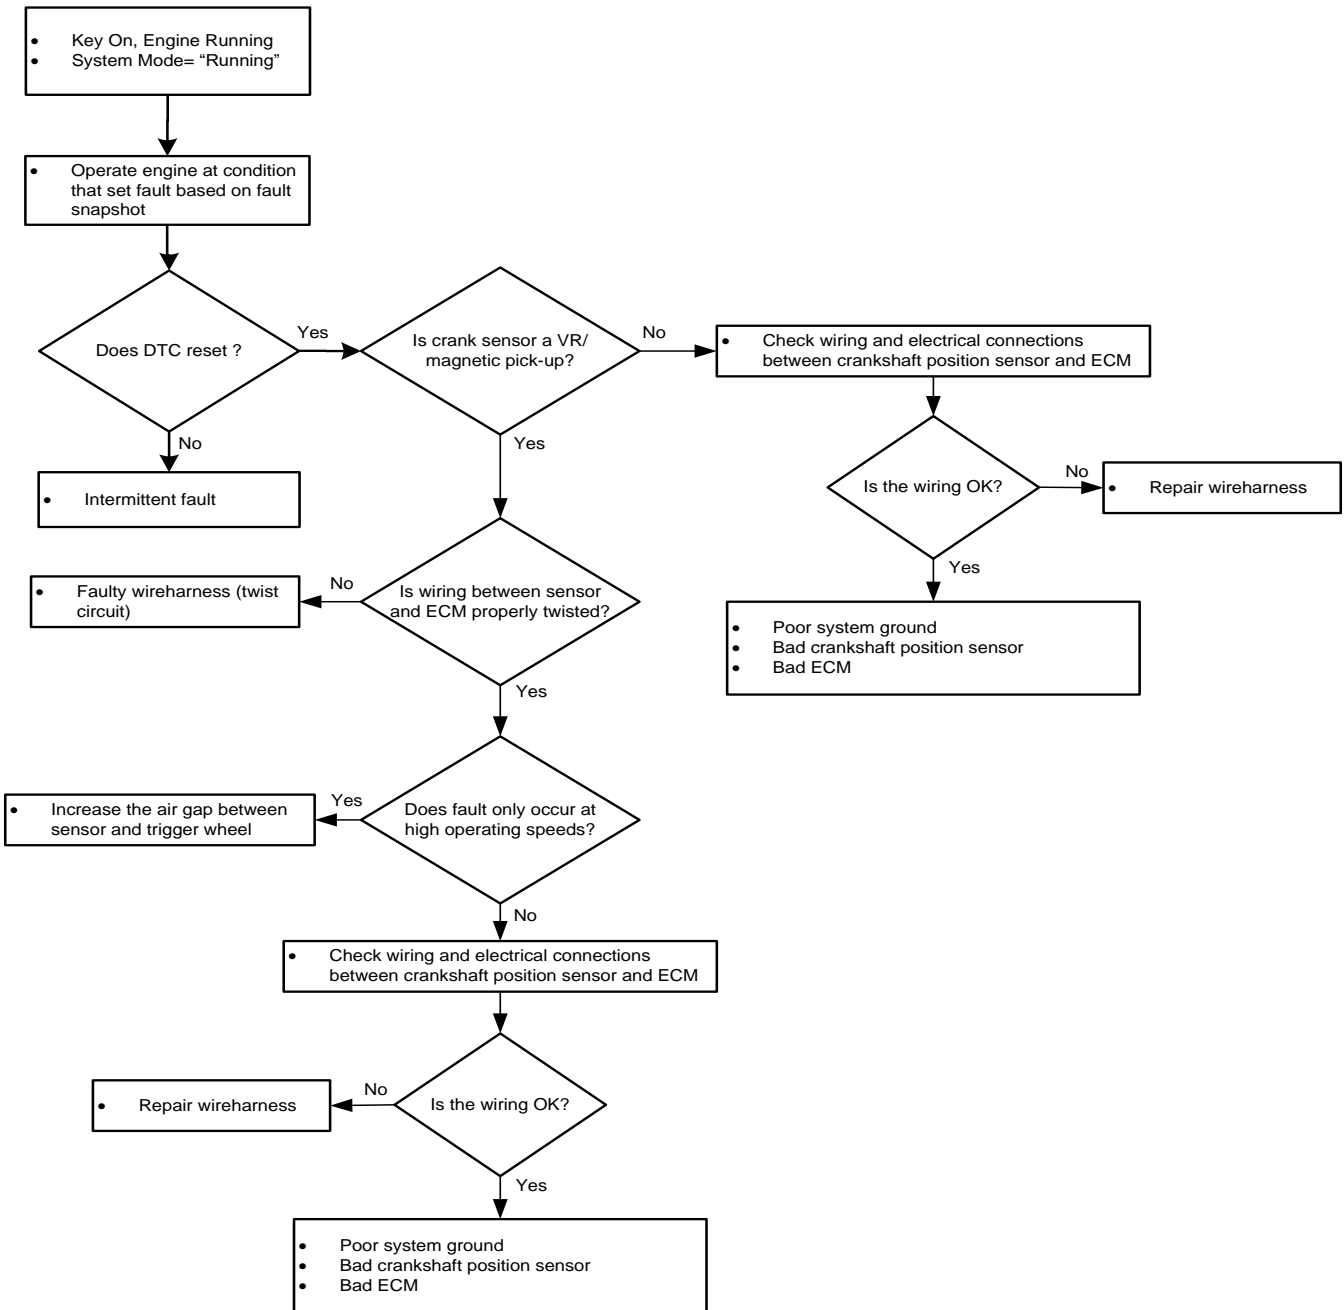 • Key On, Engine Running
• System Mode= “Running”
• Operate engine at condition
that set fault based on fault
snapshot
Does DTC reset ?
Yes
No
• Intermittent fault
Is crank sensor a VR/
magnetic pick-up?
No
Yes
• Check wiring and electrical connections
between crankshaft position sensor and ECM
Is the wiring OK?
No
• Repair wireharness
Yes
• Poor system ground
• Bad crankshaft position sensor
• Bad ECM
Is wiring between sensor
and ECM properly twisted?
No
• Faulty wireharness (twist
circuit)
Yes
Does fault only occur at
high operating speeds?
Yes
• Increase the air gap between
sensor and trigger wheel
No
• Check wiring and electrical connections
between crankshaft position sensor and ECM
Is the wiring OK?
No
• Repair wireharness
Yes
• Poor system ground
• Bad crankshaft position sensor
• Bad ECM